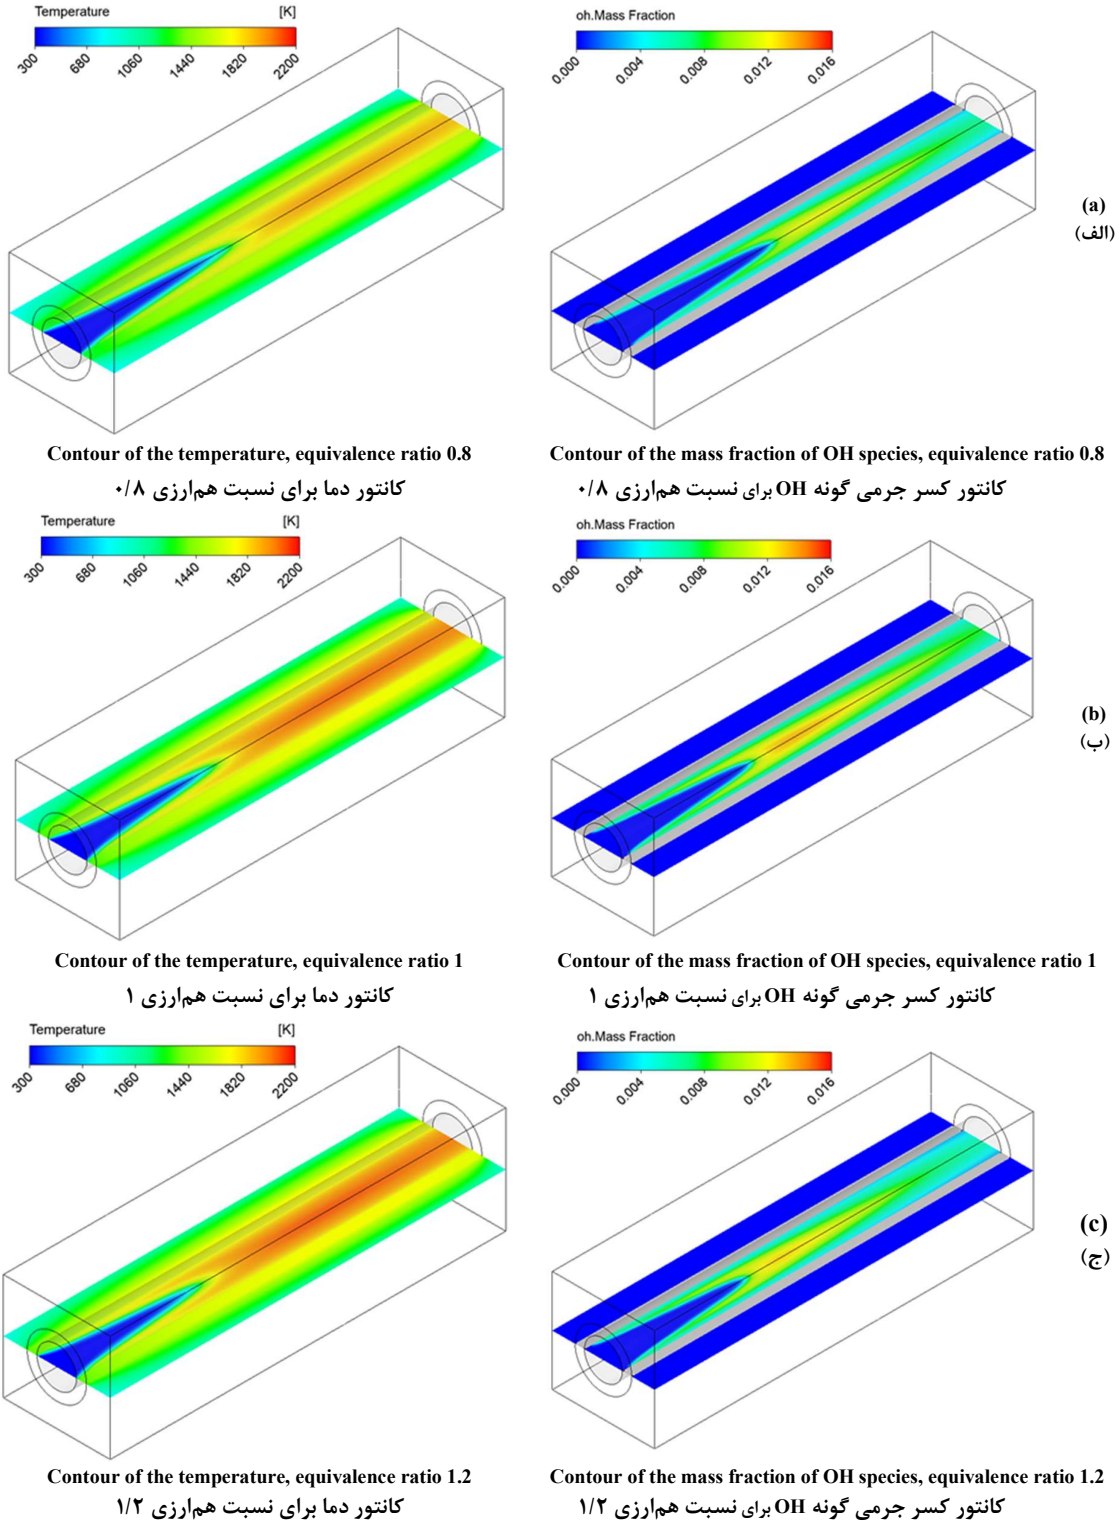 Temperature [K]
300 680 1060 1440 1820 2200
oh.Mass Fraction
0.000 0.004 0.008 0.012 0.016
(a)
(الف)
Contour of the temperature, equivalence ratio 0.8
کانتور دما برای نسبت هم‌ارزی ۰/۸
Contour of the mass fraction of OH species, equivalence ratio 0.8
کانتور کسر جرمی گونه OH برای نسبت هم‌ارزی ۰/۸
Temperature [K]
300 680 1060 1440 1820 2200
oh.Mass Fraction
0.000 0.004 0.008 0.012 0.016
(b)
(ب)
Contour of the temperature, equivalence ratio 1
کانتور دما برای نسبت هم‌ارزی ۱
Contour of the mass fraction of OH species, equivalence ratio 1
کانتور کسر جرمی گونه OH برای نسبت هم‌ارزی ۱
Temperature [K]
300 680 1060 1440 1820 2200
oh.Mass Fraction
0.000 0.004 0.008 0.012 0.016
(c)
(ج)
Contour of the temperature, equivalence ratio 1.2
کانتور دما برای نسبت هم‌ارزی ۱/۲
Contour of the mass fraction of OH species, equivalence ratio 1.2
کانتور کسر جرمی گونه OH برای نسبت هم‌ارزی ۱/۲